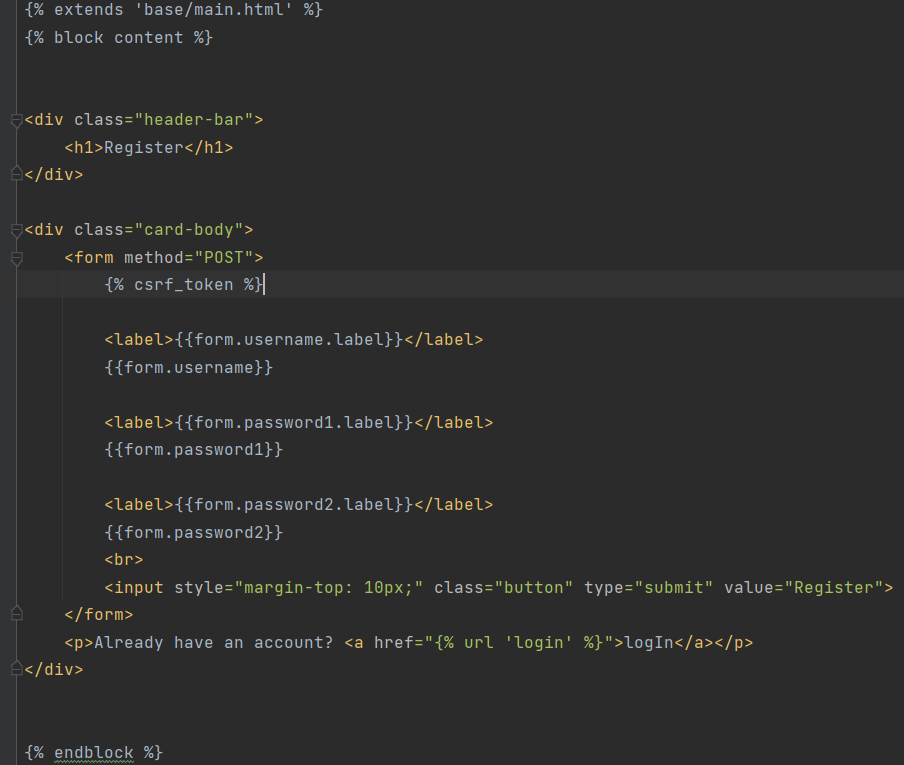 {% extends 'base/main.html' %}
{% block content %}
<div class="header-bar">
<h1>Register</h1>
</div>
<div class="card-body">
<form method="POST">
{% csrf_token %}
<label>{{form.username.label}}</label>
{{form.username}}
<label>{{form.password1.label}}</label>
{{form.password1}}
<label>{{form.password2.label}}</label>
{{form.password2}}
<br>
<input style="margin-top: 10px;" class="button" type="submit" value="Register">
</form>
<p>Already have an account? <a href="{% url 'login' %}">logIn</a></p>
</div>
{% endblock %}